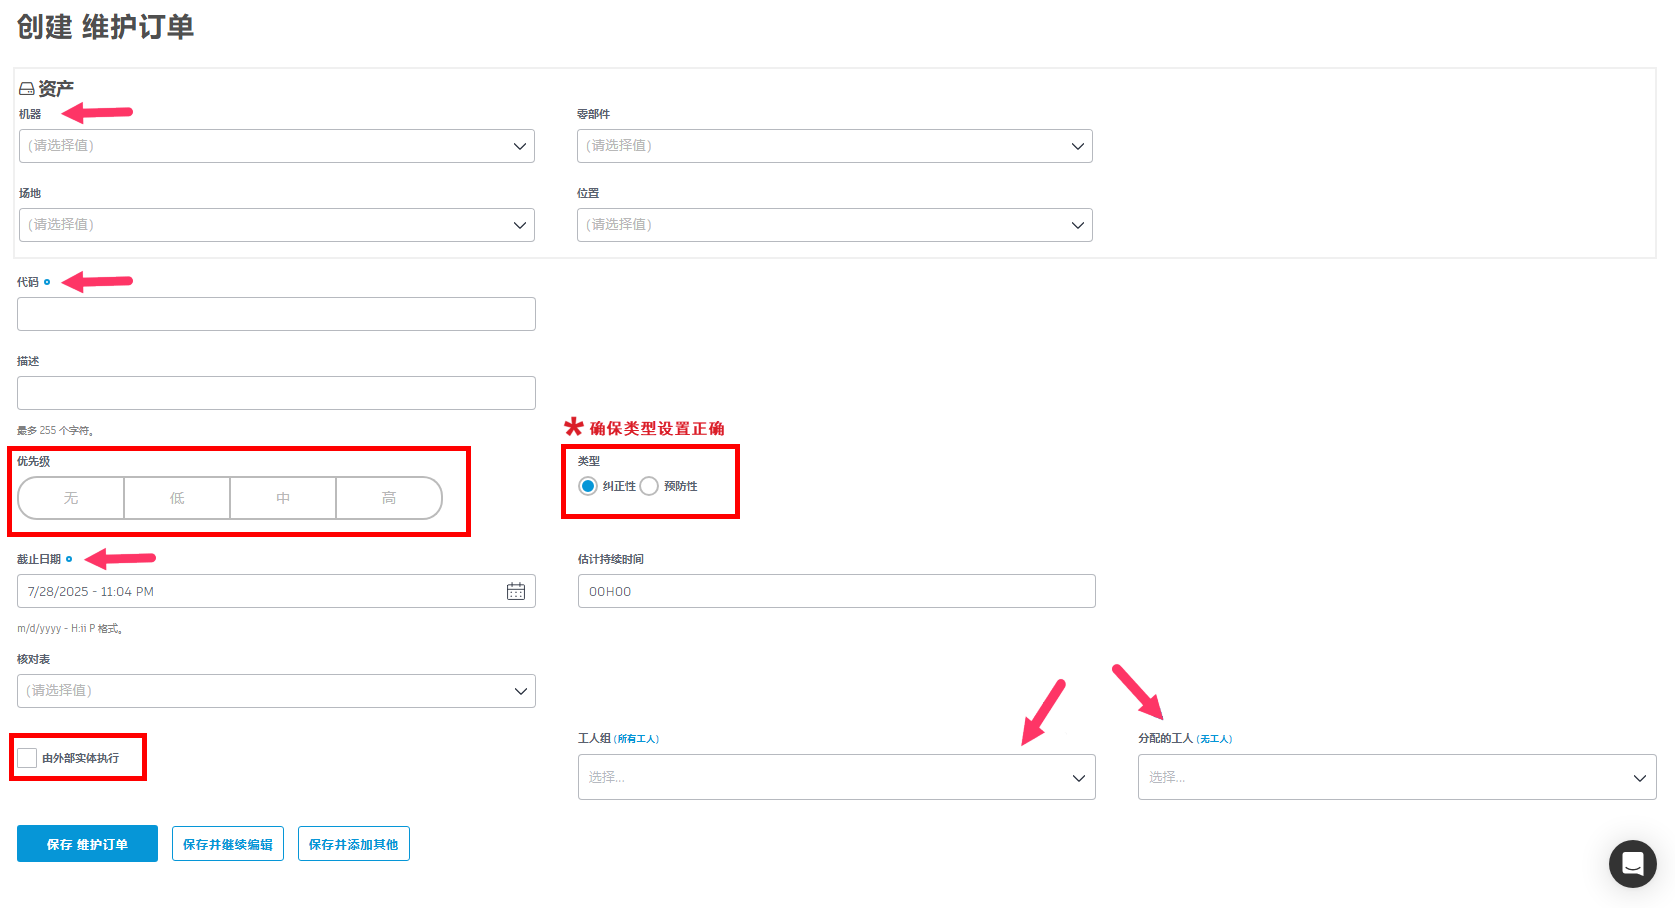 创建 维护订单
资产
机器
零部件
(请选择值)
(请选择值)
场地
位置
(请选择值)
(请选择值)
代码
描述
最多 255 个字符。
优先级
无 低 中 高
* 确保类型设置正确
类型
纠正性 预防性
截止日期
7/28/2025 - 11:04 PM
m/d/yyyy - H:ii P 格式。
估计持续时间
00H00
核对表
(请选择值)
由外部实体执行
工人组 (所有工人)
选择...
分配的工人 (无工人)
选择...
保存 维护订单
保存并继续编辑
保存并添加其他